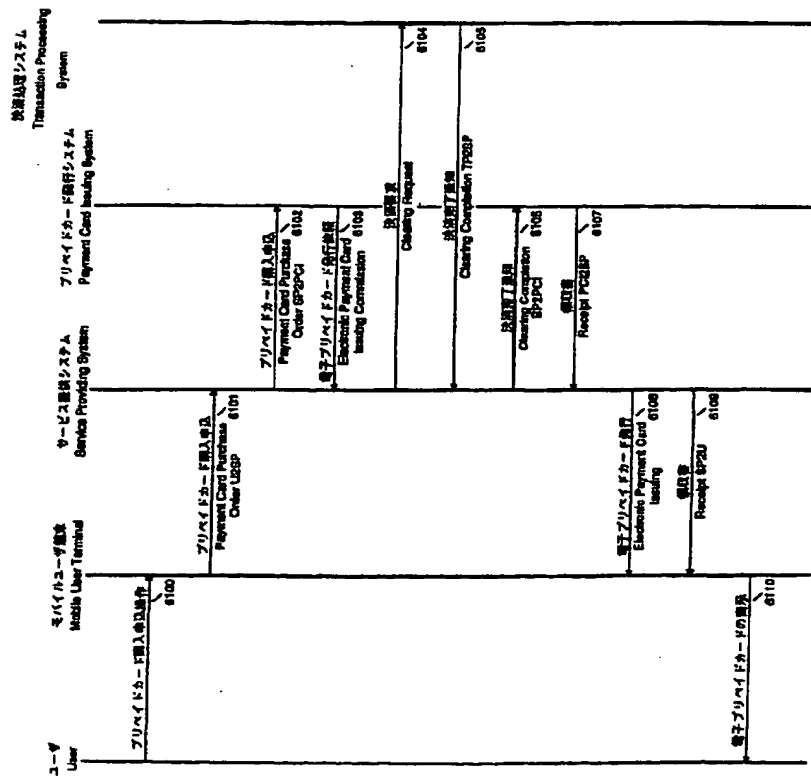 ユーザ
User
モバイルユーザ端末
Mobile User Terminal
サービス提供システム
Service Providing System
プリペイドカード発行システム
Payment Card Issuing System
決済処理システム
Transaction Processing
System
プリペイドカード購入申込操作
6100
プリペイドカード購入申込
Payment Card Purchase
Order U2SP
6101
プリペイドカード購入申込
Payment Card Purchase
Order SP2PCI
6102
電子プリペイドカード発行依頼
Electronic Payment Card
Issuing Commission
6103
決済要求
Clearing Request
6104
決済完了通知
Clearing Completion TP2SP
6105
決済完了通知
Clearing Completion
SP2PCI
6106
領収書
Receipt PCI2SP
6107
電子プリペイドカード発行
Electronic Payment Card
Issuing
6108
領収書
Receipt SP2U
6109
電子プリペイドカードの表示
6110